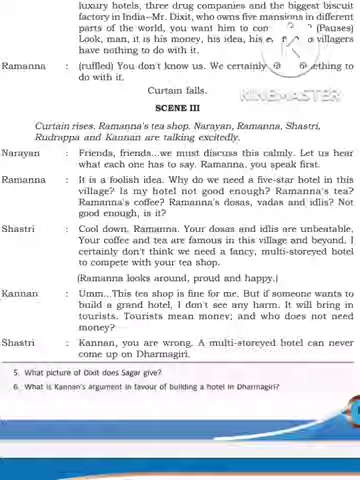 luxury hotels, three drug companies and the biggest biscuit
factory in India--Mr. Dixit, who owns five mansions in different
parts of the world, you want him to (Pauses)
Look, man, it is his money, his idea, his villagers
have nothing to do with it.
Ramanna : (ruffled) You don't know us. We certainly to
do with it.
Curtain falls.
KINEMASTER
SCENE III
Curtain rises. Ramanna's tea shop. Narayan, Ramanna, Shastri,
Rudrappa and Kannan are talking excitedly.
Narayan : Friends, friends...we must discuss this calmly. Let us hear
what each one has to say. Ramanna, you speak first.
Ramanna : It is a foolish idea. Why do we need a five-star hotel in this
village? Is my hotel not good enough? Ramanna's tea?
Ramanna's coffee? Ramanna's dosas, vadas and idlis? Not
good enough, is it?
Shastri : Cool down, Ramanna. Your dosas and idlis are unbeatable,
Your coffee and tea are famous in this village and beyond. I
certainly don't think we need a fancy, multi-storeyed hotel
to compete with your tea shop.
(Ramanna looks around, proud and happy.)
Kannan : Umm...This tea shop is fine for me. But if someone wants to
build a grand hotel, I don't see any harm. It will bring in
tourists. Tourists mean money; and who does not need
money?
Shastri : Kannan, you are wrong. A multi-storeyed hotel can never
come up on Dharmagiri.
5. What picture of Dixit does Sagar give?
6. What is Kannan's argument in favour of building a hotel in Dharmagiri?